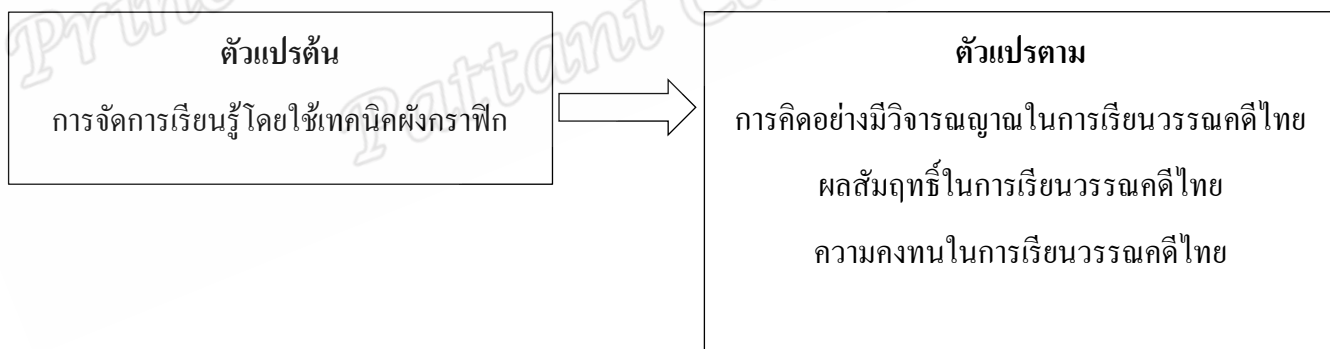 Prin
Pattani C
ตัวแปรต้น
การจัดการเรียนรู้โดยใช้เทคนิคผังกราฟิก
ตัวแปรตาม
การคิดอย่างมีวิจารณญาณในการเรียนวรรณคดีไทย
ผลสัมฤทธิ์ในการเรียนวรรณคดีไทย
ความคงทนในการเรียนวรรณคดีไทย